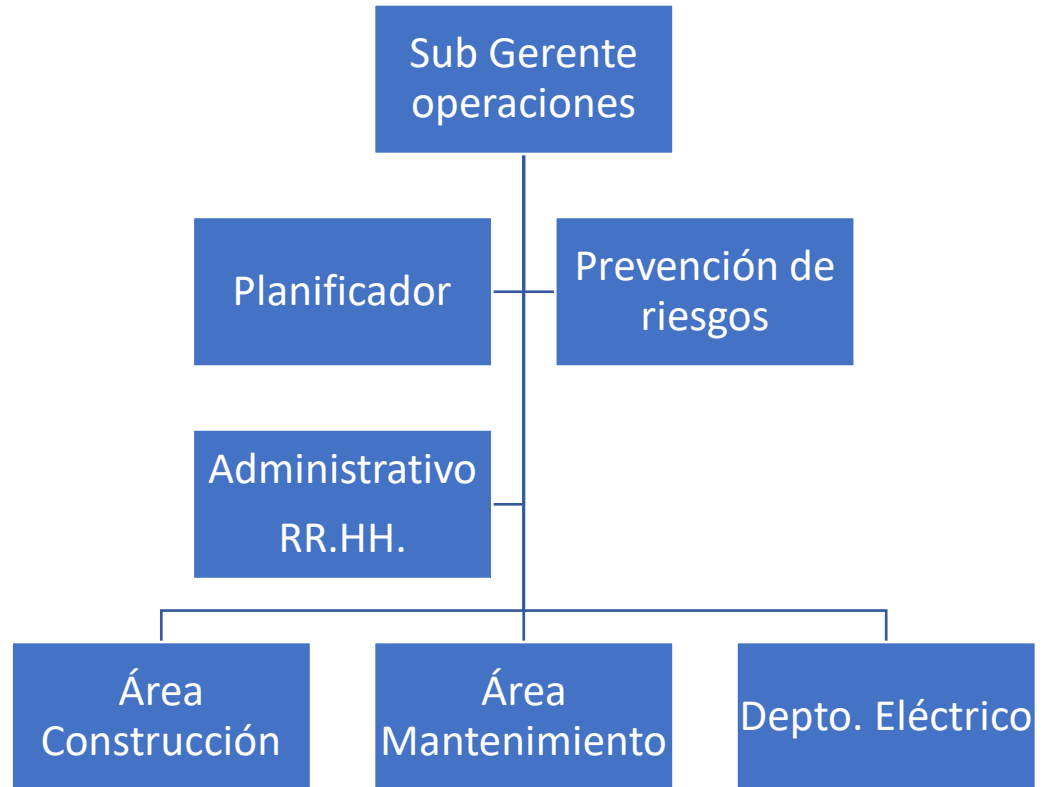 Sub Gerente
operaciones
Planificador
Prevención de
riesgos
Administrativo
RR.HH.
Área
Construcción
Área
Mantenimiento
Depto. Eléctrico